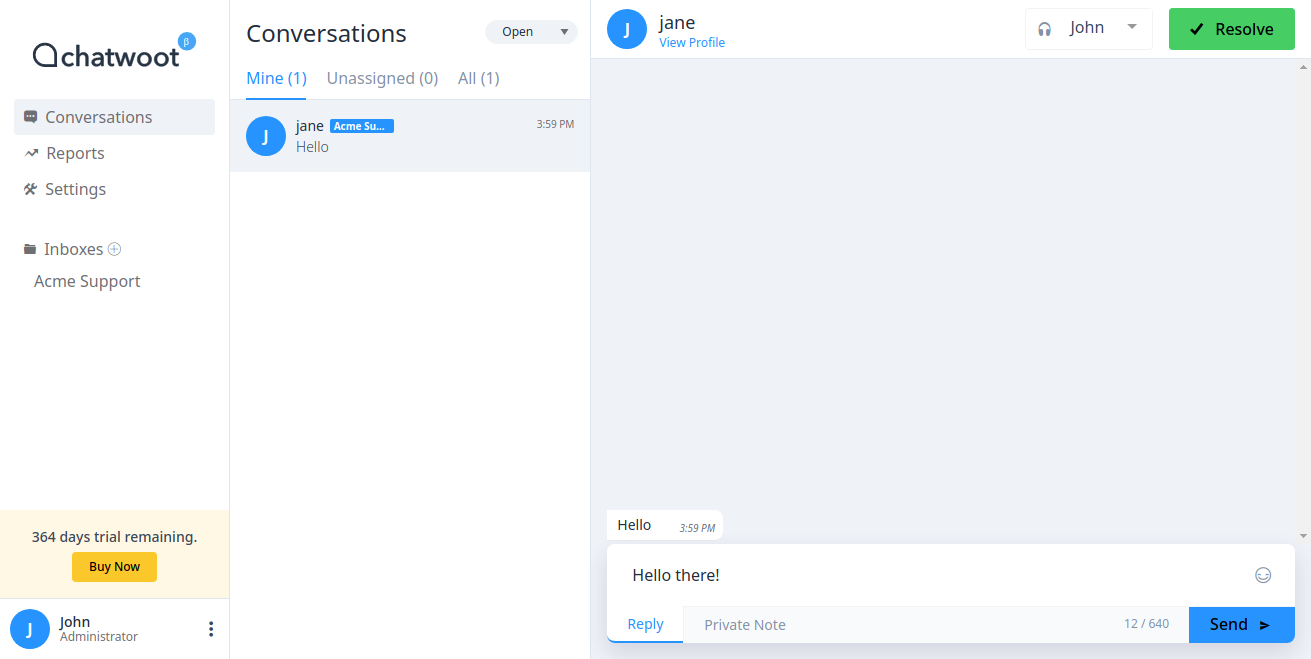 chatwoot β
Conversations
Reports
Settings
Inboxes
Acme Support
364 days trial remaining.
Buy Now
J
John
Administrator
Conversations
Open
Mine (1) Unassigned (0) All (1)
J
jane Acme Su... 3:59 PM
Hello
J
jane
View Profile
John
Resolve
Hello 3:59 PM
Hello there!
Reply Private Note 12 / 640 Send